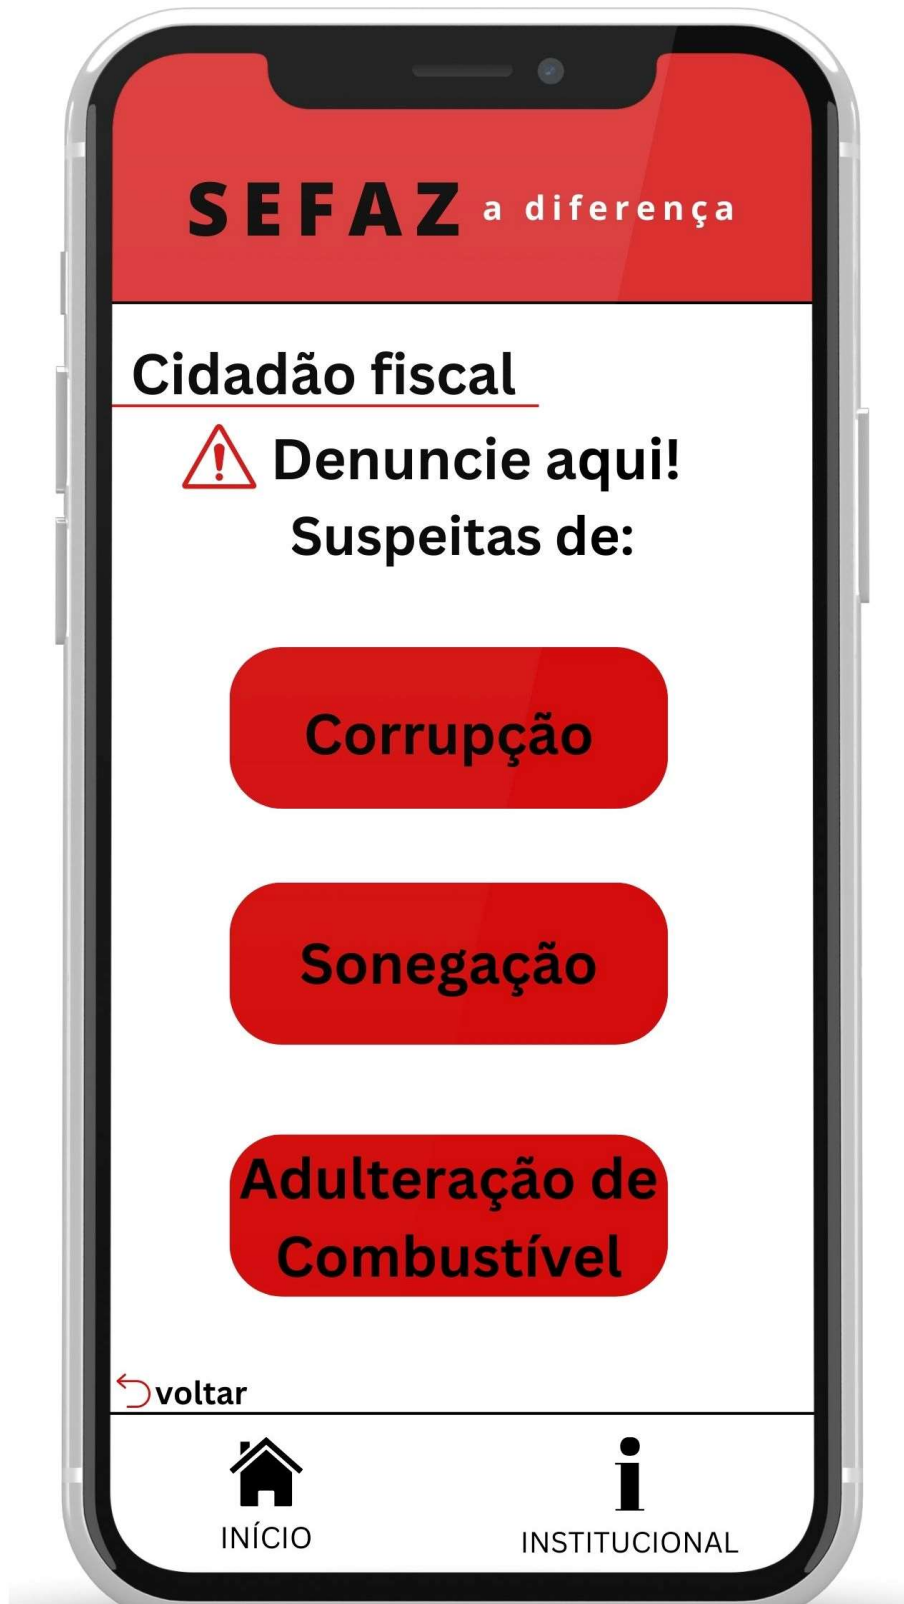 SEFAZ a diferença
Cidadão fiscal
Denuncie aqui!
Suspeitas de:
Corrupção
Sonegação
Adulteração de
Combustível
voltar
INÍCIO
INSTITUCIONAL